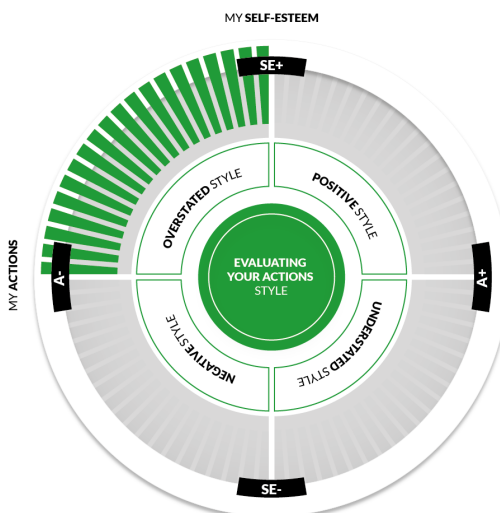 MY SELF-ESTEEM
SE+
OVERSTATED STYLE
POSITIVE STYLE
MY ACTIONS
A-
EVALUATING
YOUR ACTIONS
STYLE
A+
NEGATIVE STYLE
UNDERSTATED STYLE
SE-